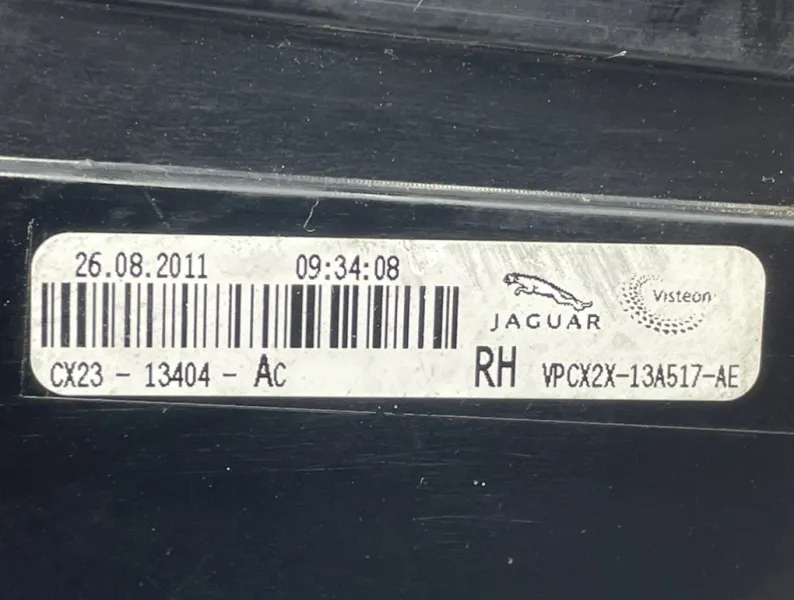 26.08.2011 09:34:08
JAGUAR
Visteon
CX23 - 13404 - AC
RH VPCX2X-13A517-AE